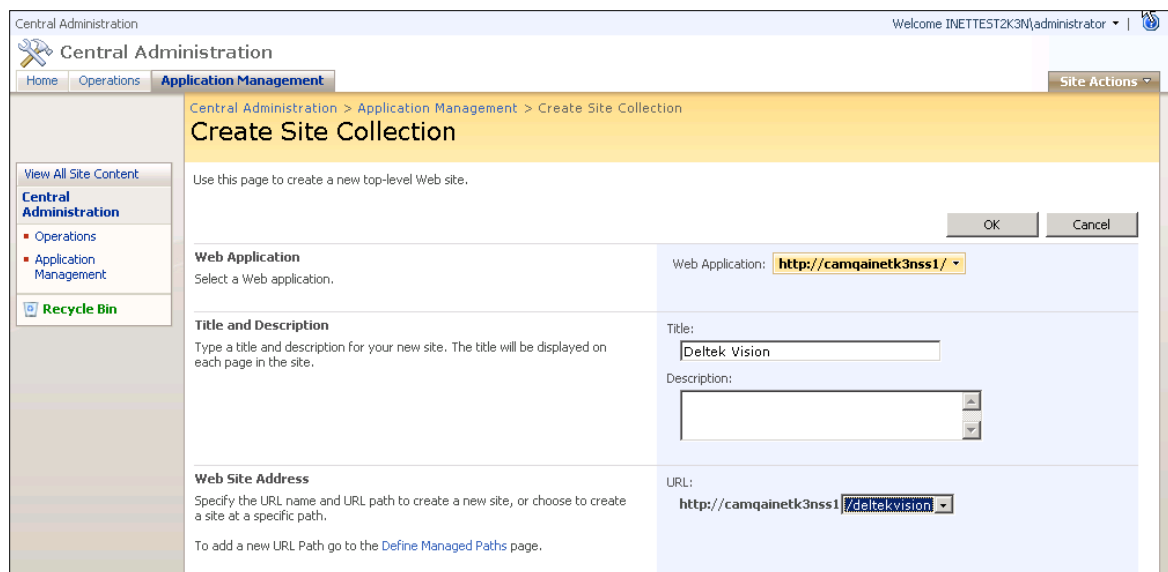 Central Administration
Welcome INETTEST2K3N\administrator
Central Administration
Home Operations Application Management Site Actions
Central Administration > Application Management > Create Site Collection
Create Site Collection
View All Site Content
Central
Administration
Operations
Application
Management
Recycle Bin
Use this page to create a new top-level Web site.
OK Cancel
Web Application
Select a Web application.
Web Application: http://camqainetk3nss1/
Title and Description
Type a title and description for your new site. The title will be displayed on
each page in the site.
Title:
Deltek Vision
Description:
Web Site Address
Specify the URL name and URL path to create a new site, or choose to create
a site at a specific path.
To add a new URL Path go to the Define Managed Paths page.
URL:
http://camqainetk3nss1 /deltekvision